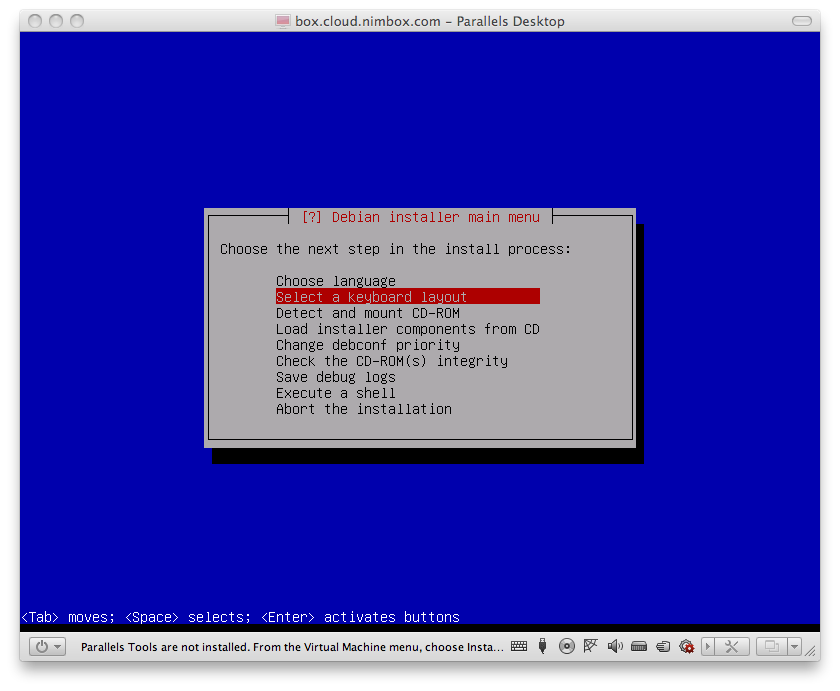 box.cloud.nimbox.com – Parallels Desktop
[?] Debian installer main menu
Choose the next step in the install process:
Choose language
Select a keyboard layout
Detect and mount CD-ROM
Load installer components from CD
Change debconf priority
Check the CD-ROM(s) integrity
Save debug logs
Execute a shell
Abort the installation
<Tab> moves; <Space> selects; <Enter> activates buttons
Parallels Tools are not installed. From the Virtual Machine menu, choose Insta...